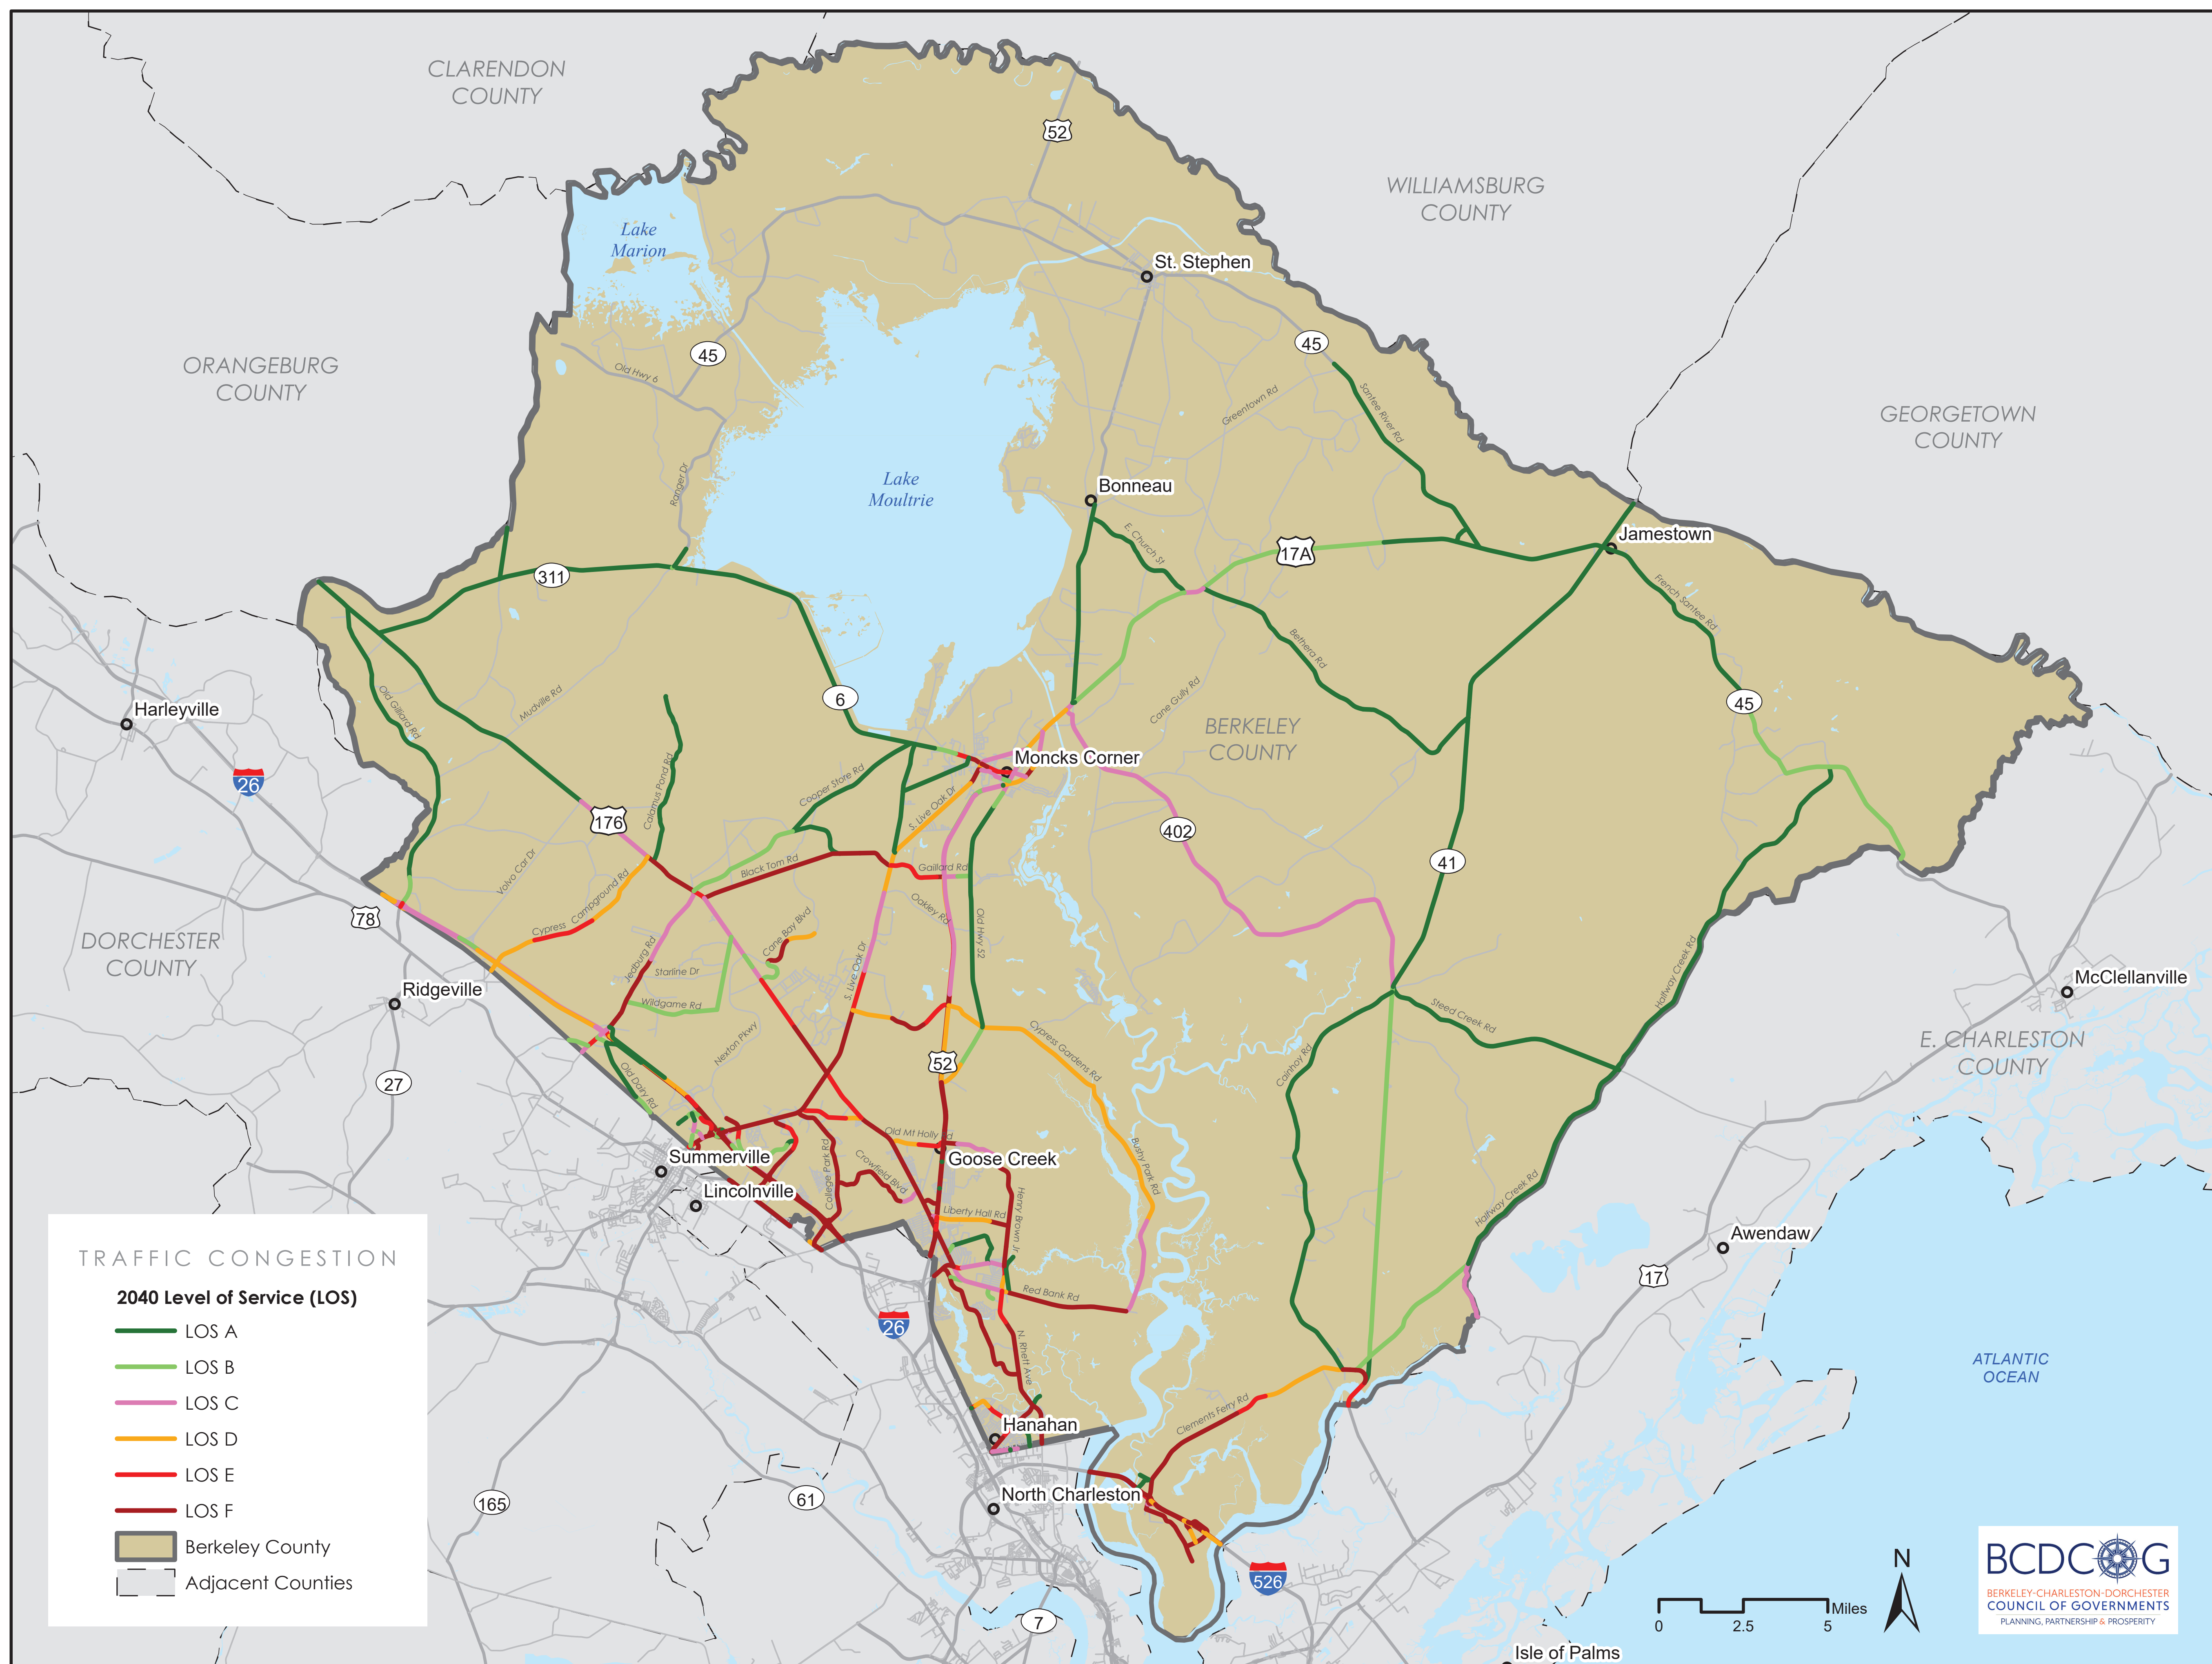 CLARENDON
COUNTY
52
WILLIAMSBURG
COUNTY
Lake
Marion
St. Stephen
45
45
ORANGEBURG
COUNTY
Old Hwy 6
Santee River Rd
Greentown Rd
GEORGETOWN
COUNTY
Ranger Dr
Lake
Moultrie
Bonneau
E. Church St
17A
Jamestown
311
French Santee Rd
Bethera Rd
Old Gilliard Rd
Mudville Rd
6
Cane Gully Rd
45
Harleyville
BERKELEY
COUNTY
26
Moncks Corner
Calamus Pond Rd
Cooper Store Rd
S. Live Oak Dr
176
402
41
Volvo Car Dr
Black Tom Rd
Gaillard Rd
78
Cypress Campground Rd
Oakley Rd
Cane Bay Blvd
Old Hwy 52
DORCHESTER
COUNTY
Jedburg Rd
Starline Dr
S. Live Oak Dr
Halfway Creek Rd
McClellanville
Ridgeville
Wildgame Rd
Steed Creek Rd
Nexton Pkwy
Cypress Gardens Rd
E. CHARLESTON
COUNTY
52
Cainhoy Rd
27
Old Dairy Rd
Old Mt Holly Rd
Summerville
Goose Creek
College Park Rd
Crowfield Blvd
Bushy Park Rd
Lincolnville
Henry Brown Jr
Liberty Hall Rd
Halfway Creek Rd
Awendaw
17
Red Bank Rd
26
N. Rhett Ave
Clements Ferry Rd
Hanahan
ATLANTIC
OCEAN
165
61
North Charleston
526
7
Isle of Palms
TRAFFIC CONGESTION
2040 Level of Service (LOS)
LOS A
LOS B
LOS C
LOS D
LOS E
LOS F
Berkeley County
Adjacent Counties
Miles
0 2.5 5
N
BCDCOG
BERKELEY-CHARLESTON-DORCHESTER
COUNCIL OF GOVERNMENTS
PLANNING, PARTNERSHIP & PROSPERITY